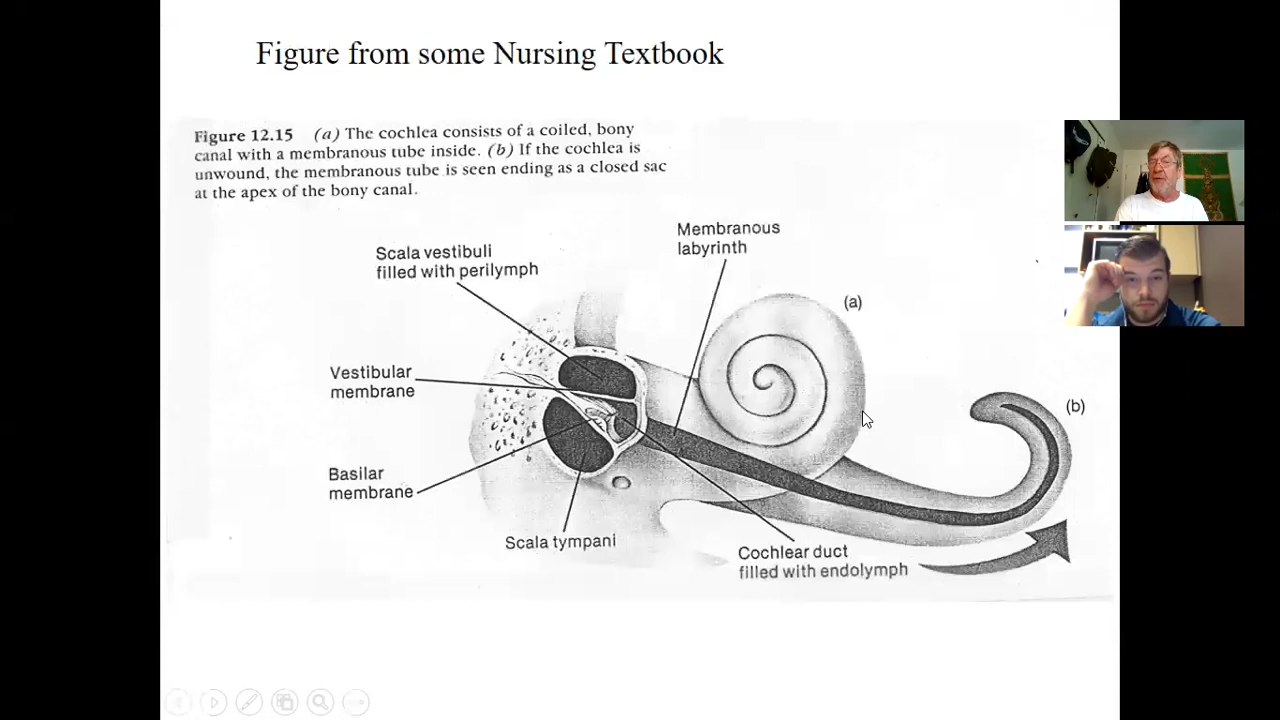 Figure from some Nursing Textbook
Figure 12.15 (a) The cochlea consists of a coiled, bony
canal with a membranous tube inside. (b) If the cochlea is
unwound, the membranous tube is seen ending as a closed sac
at the apex of the bony canal.
Membranous
labyrinth
Scala vestibuli
filled with perilymph
(a)
Vestibular
membrane
(b)
Basilar
membrane
Scala tympani
Cochlear duct
filled with endolymph